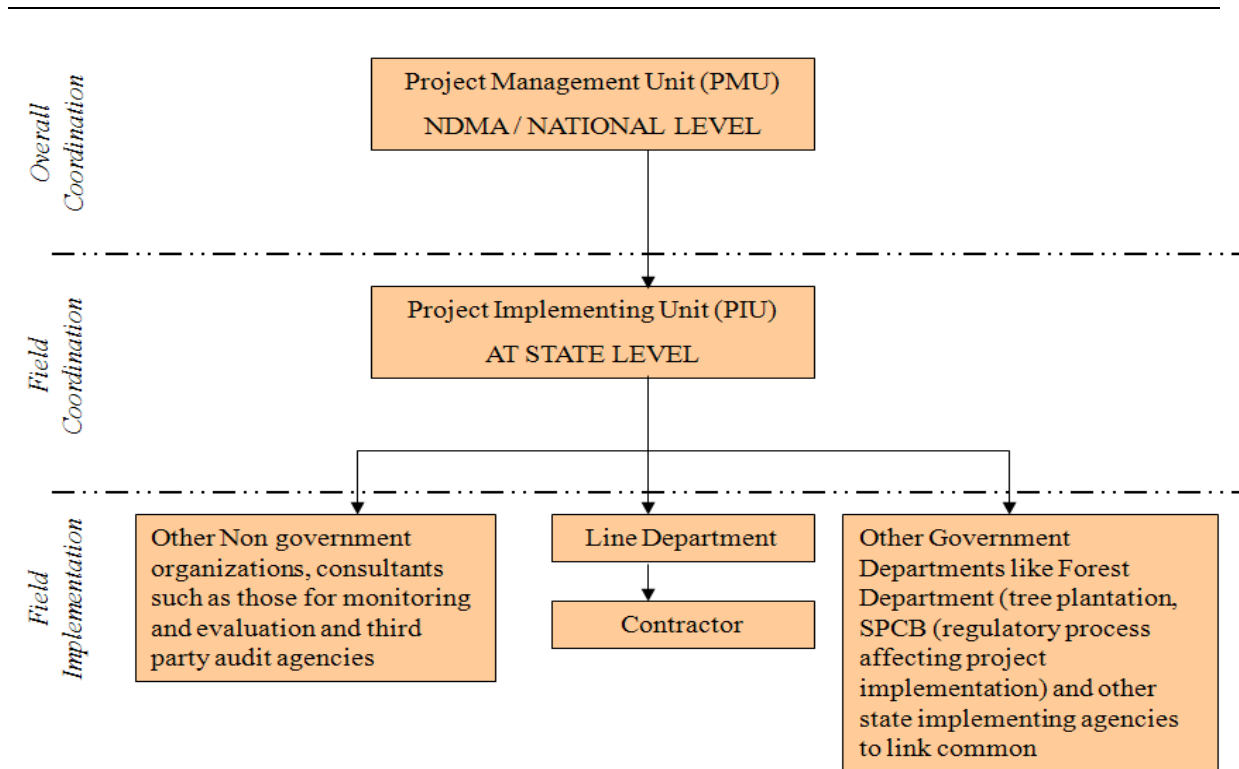 Overall
Coordination
Project Management Unit (PMU)
NDMA / NATIONAL LEVEL
Field
Coordination
Project Implementing Unit (PIU)
AT STATE LEVEL
Field
Implementation
Other Non government
organizations, consultants
such as those for monitoring
and evaluation and third
party audit agencies
Line Department
Contractor
Other Government
Departments like Forest
Department (tree plantation,
SPCB (regulatory process
affecting project
implementation) and other
state implementing agencies
to link common